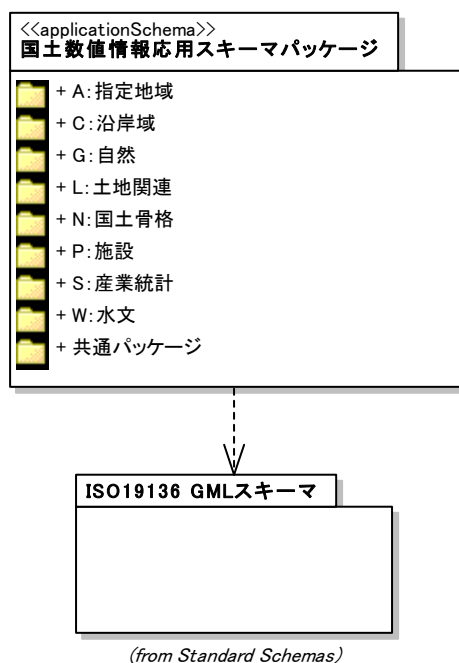 <<applicationSchema>>
国土数値情報応用スキーマパッケージ
+ A:指定地域
+ C:沿岸域
+ G:自然
+ L:土地関連
+ N:国土骨格
+ P:施設
+ S:産業統計
+ W:水文
+ 共通パッケージ
ISO19136 GMLスキーマ
(from Standard Schemas)